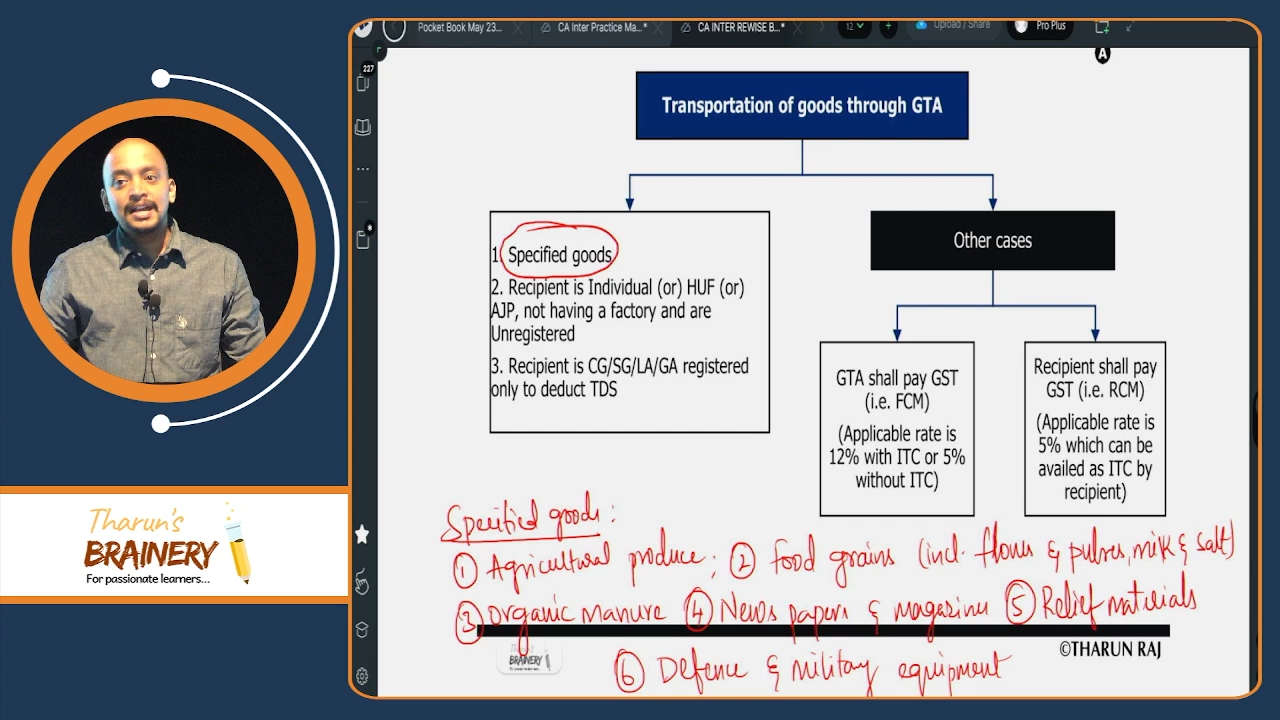 Pocket Book May 23...
CA Inter Practice Ma...*
CA INTER REWISE B...*
12
Upload / Share
Pro Plus
227
A
Transportation of goods through GTA
1. Specified goods
2. Recipient is Individual (or) HUF (or)
AJP, not having a factory and are
Unregistered
3. Recipient is CG/SG/LA/GA registered
only to deduct TDS
Other cases
GTA shall pay GST
(i.e. FCM)
(Applicable rate is
12% with ITC or 5%
without ITC)
Recipient shall pay
GST (i.e. RCM)
(Applicable rate is
5% which can be
availed as ITC by
recipient)
Specified goods:
① Agricultural produce; ② Food grains (incl. flours & pulses, milk & salt)
③ Organic manure ④ News papers & magazines ⑤ Relief materials
⑥ Defence & military equipment
©THARUN RAJ
Tharun's
BRAINERY
For passionate learners...
BRAINERY